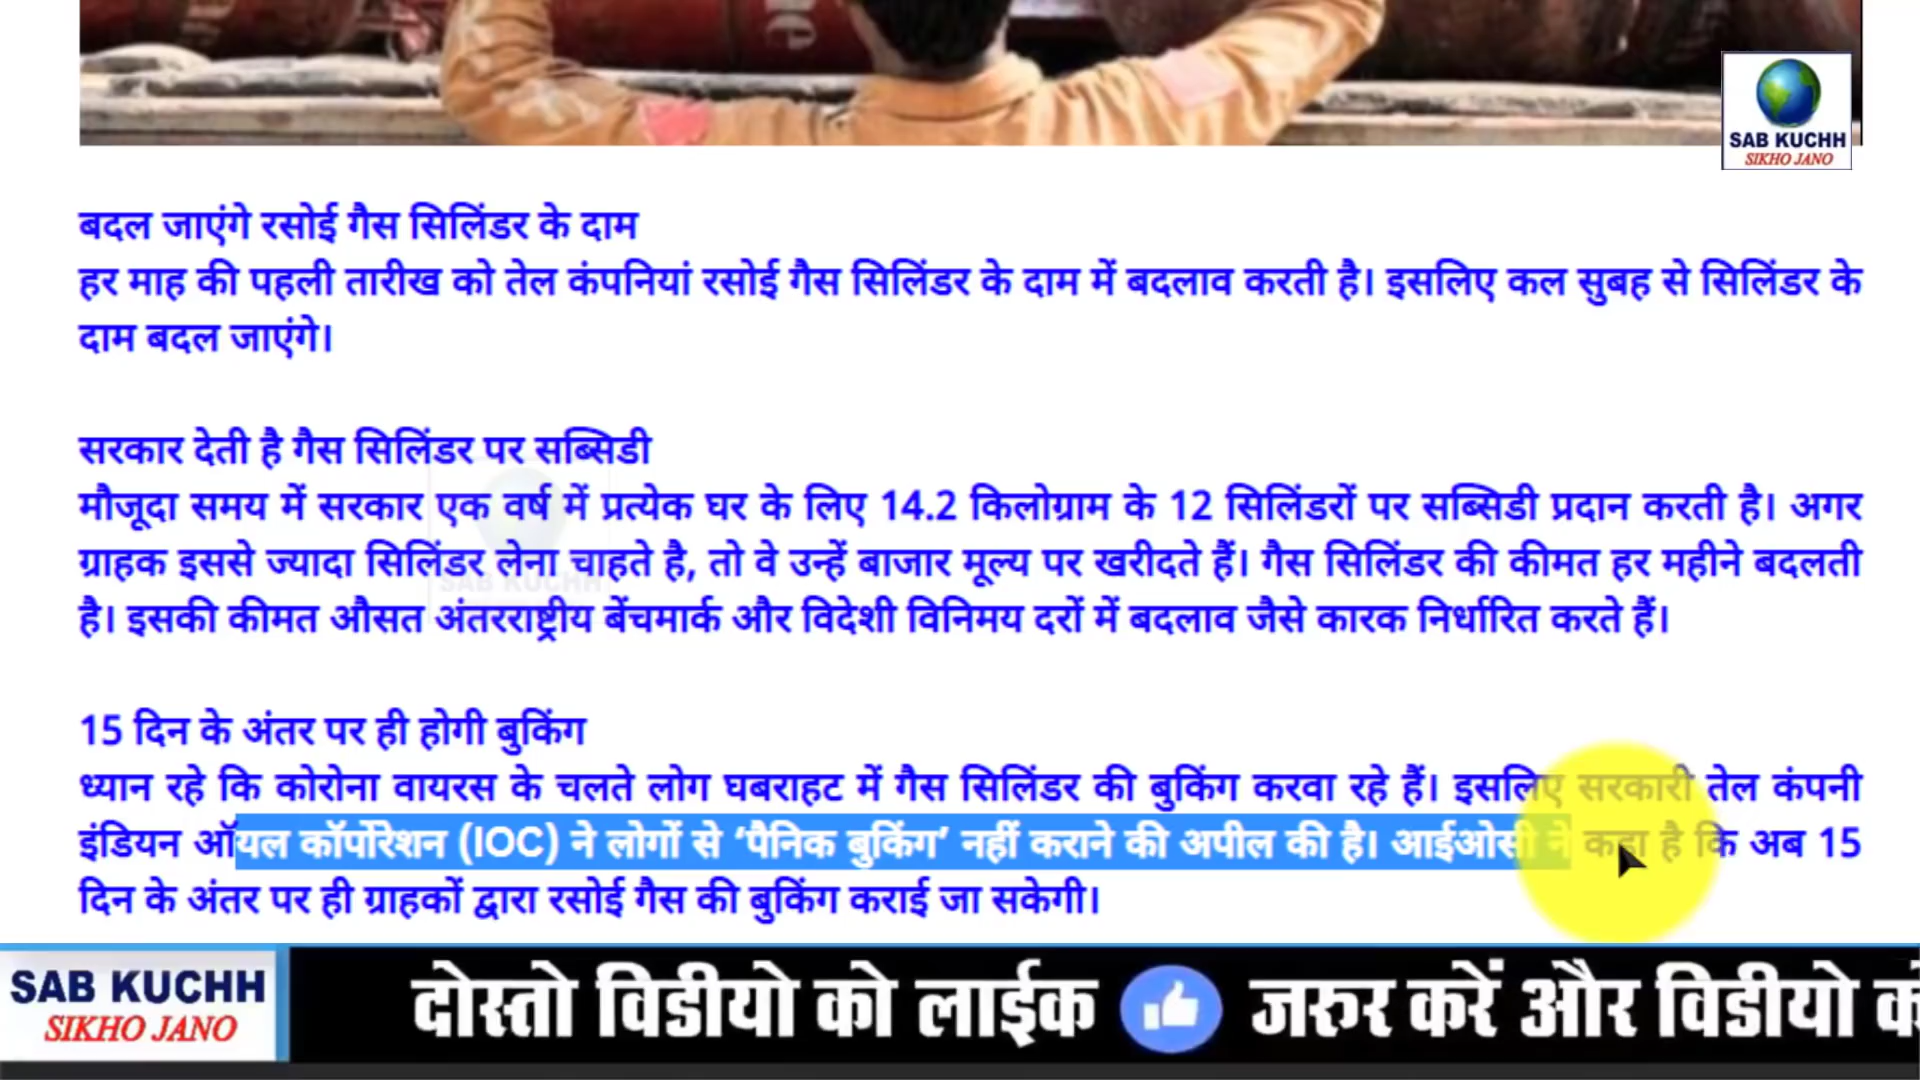 SAB KUCHH
SIKHO JANO
बदल जाएंगे रसोई गैस सिलिंडर के दाम
हर माह की पहली तारीख को तेल कंपनियां रसोई गैस सिलिंडर के दाम में बदलाव करती है। इसलिए कल सुबह से सिलिंडर के
दाम बदल जाएंगे।
सरकार देती है गैस सिलिंडर पर सब्सिडी
मौजूदा समय में सरकार एक वर्ष में प्रत्येक घर के लिए 14.2 किलोग्राम के 12 सिलिंडरों पर सब्सिडी प्रदान करती है। अगर
ग्राहक इससे ज्यादा सिलिंडर लेना चाहते है, तो वे उन्हें बाजार मूल्य पर खरीदते हैं। गैस सिलिंडर की कीमत हर महीने बदलती
SAB KUCHH
है। इसकी कीमत औसत अंतरराष्ट्रीय बेंचमार्क और विदेशी विनिमय दरों में बदलाव जैसे कारक निर्धारित करते हैं।
15 दिन के अंतर पर ही होगी बुकिंग
ध्यान रहे कि कोरोना वायरस के चलते लोग घबराहट में गैस सिलिंडर की बुकिंग करवा रहे हैं। इसलिए सरकारी तेल कंपनी
इंडियन ऑयल कॉर्पोरेशन (IOC) ने लोगों से ‘पैनिक बुकिंग’ नहीं कराने की अपील की है। आईओसी ने कहा है कि अब 15
दिन के अंतर पर ही ग्राहकों द्वारा रसोई गैस की बुकिंग कराई जा सकेगी।
SAB KUCHH
SIKHO JANO
दोस्तो विडीयो को लाईक जरुर करें और विडीयो को